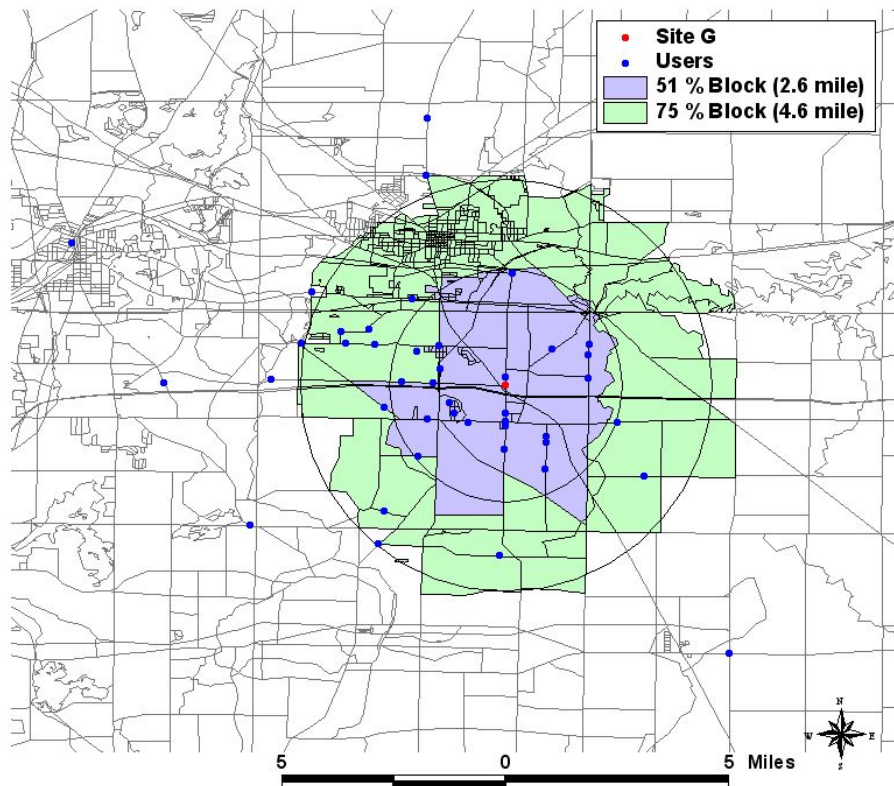 Site G
Users
51 % Block (2.6 mile)
75 % Block (4.6 mile)
N
W E
S
5 0 5 Miles